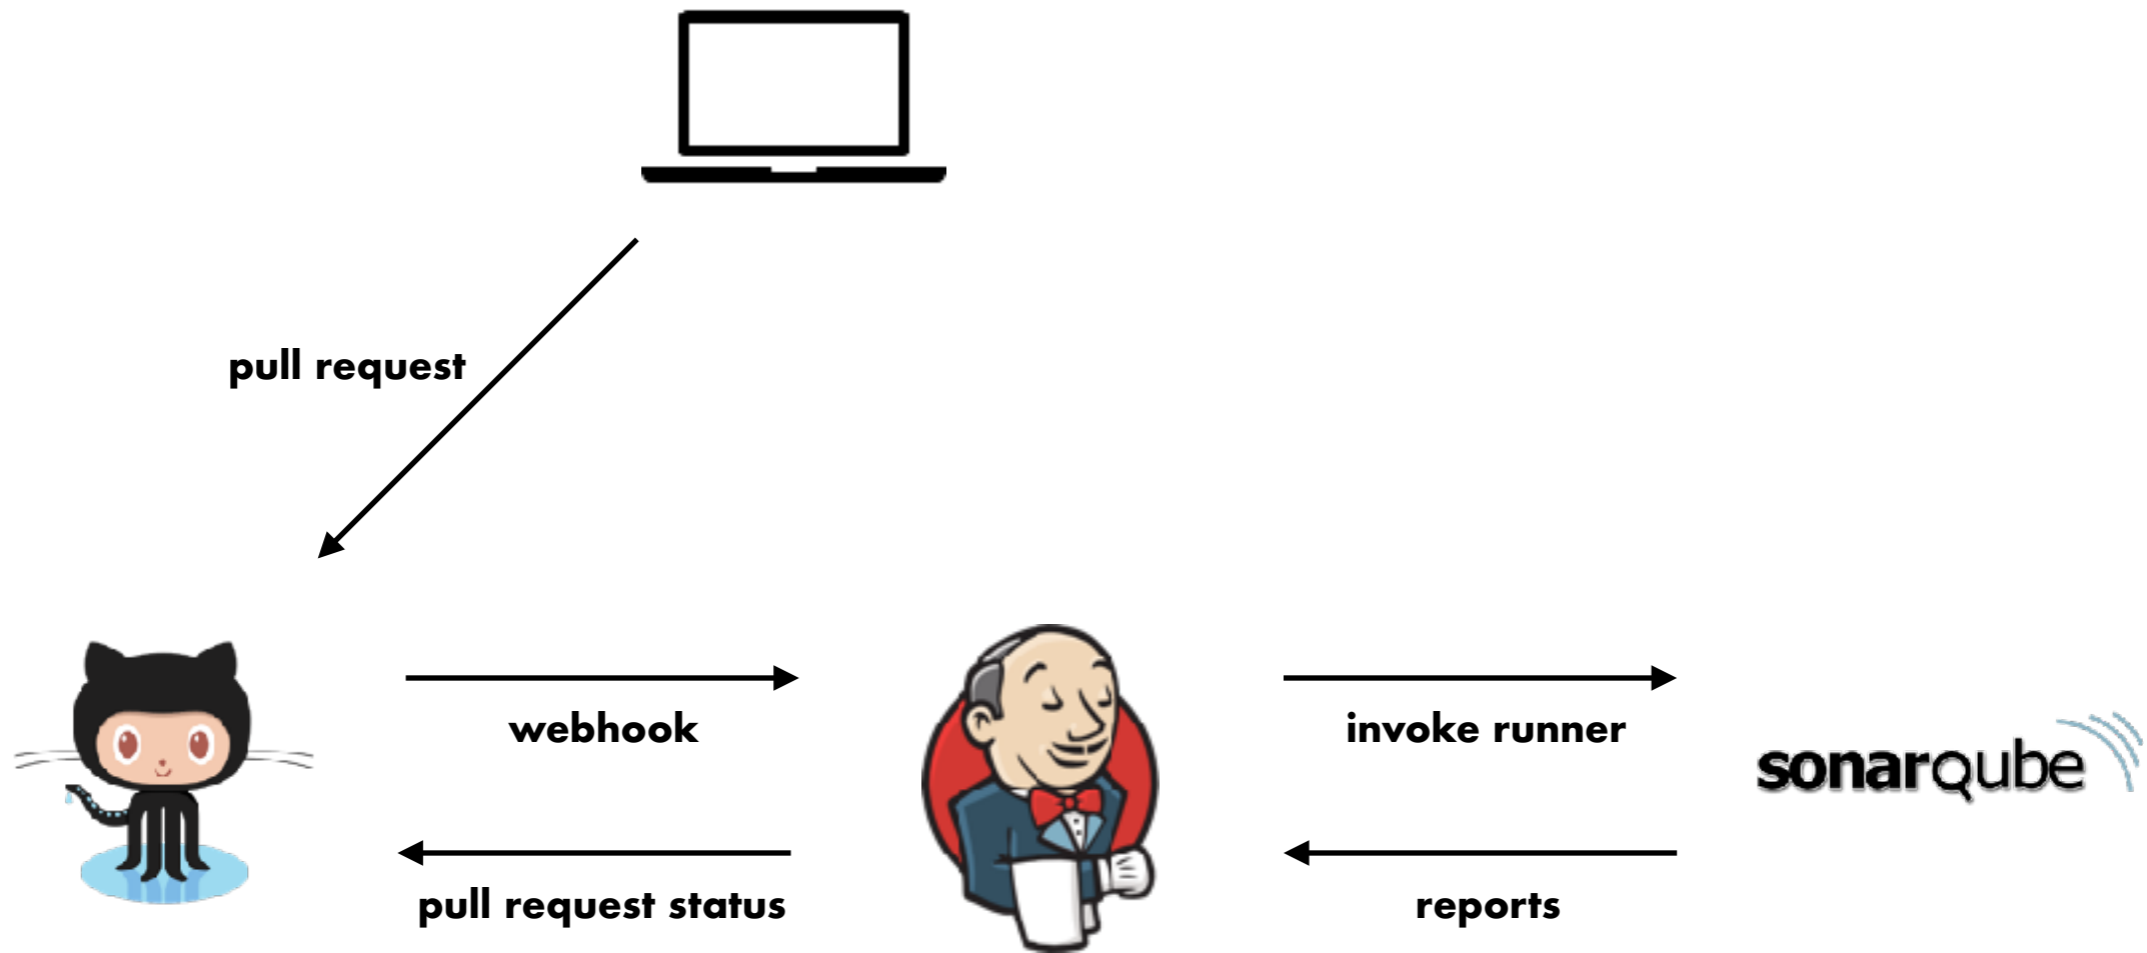 pull request
webhook
invoke runner
sonarqube
pull request status
reports